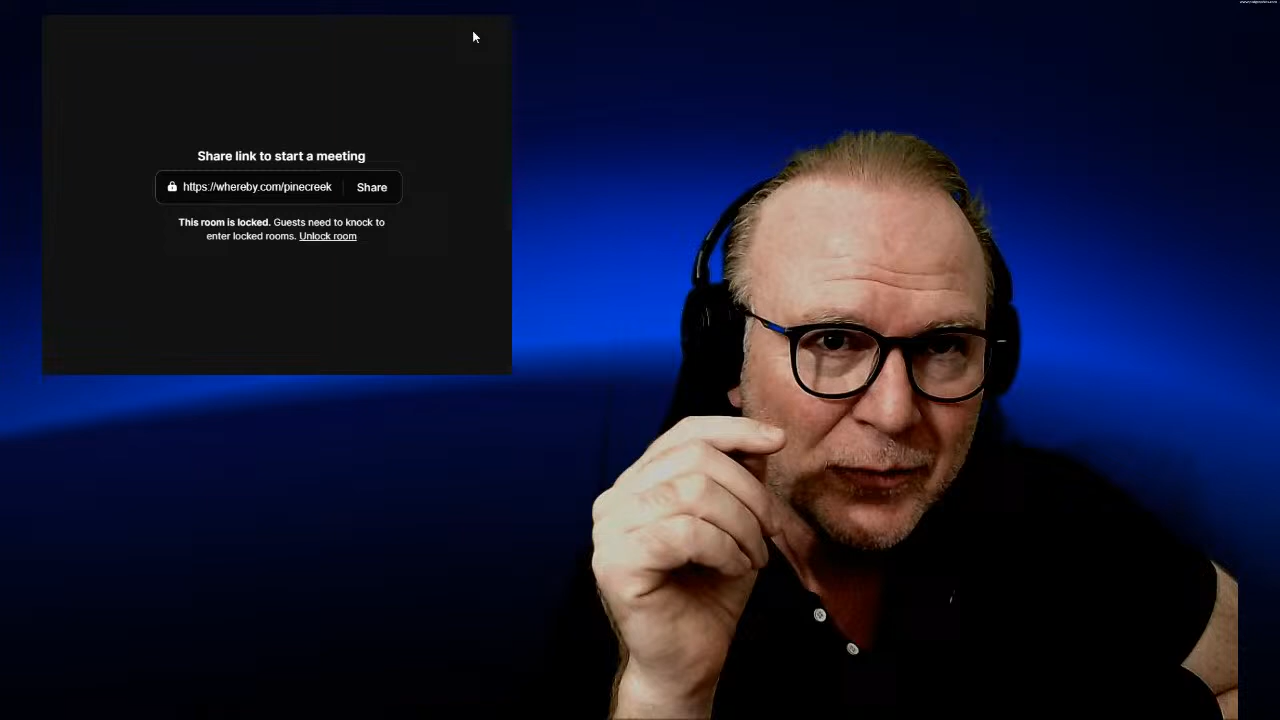 Share link to start a meeting
https://whereby.com/pinecreek
Share
This room is locked. Guests need to knock to
enter locked rooms. Unlock room